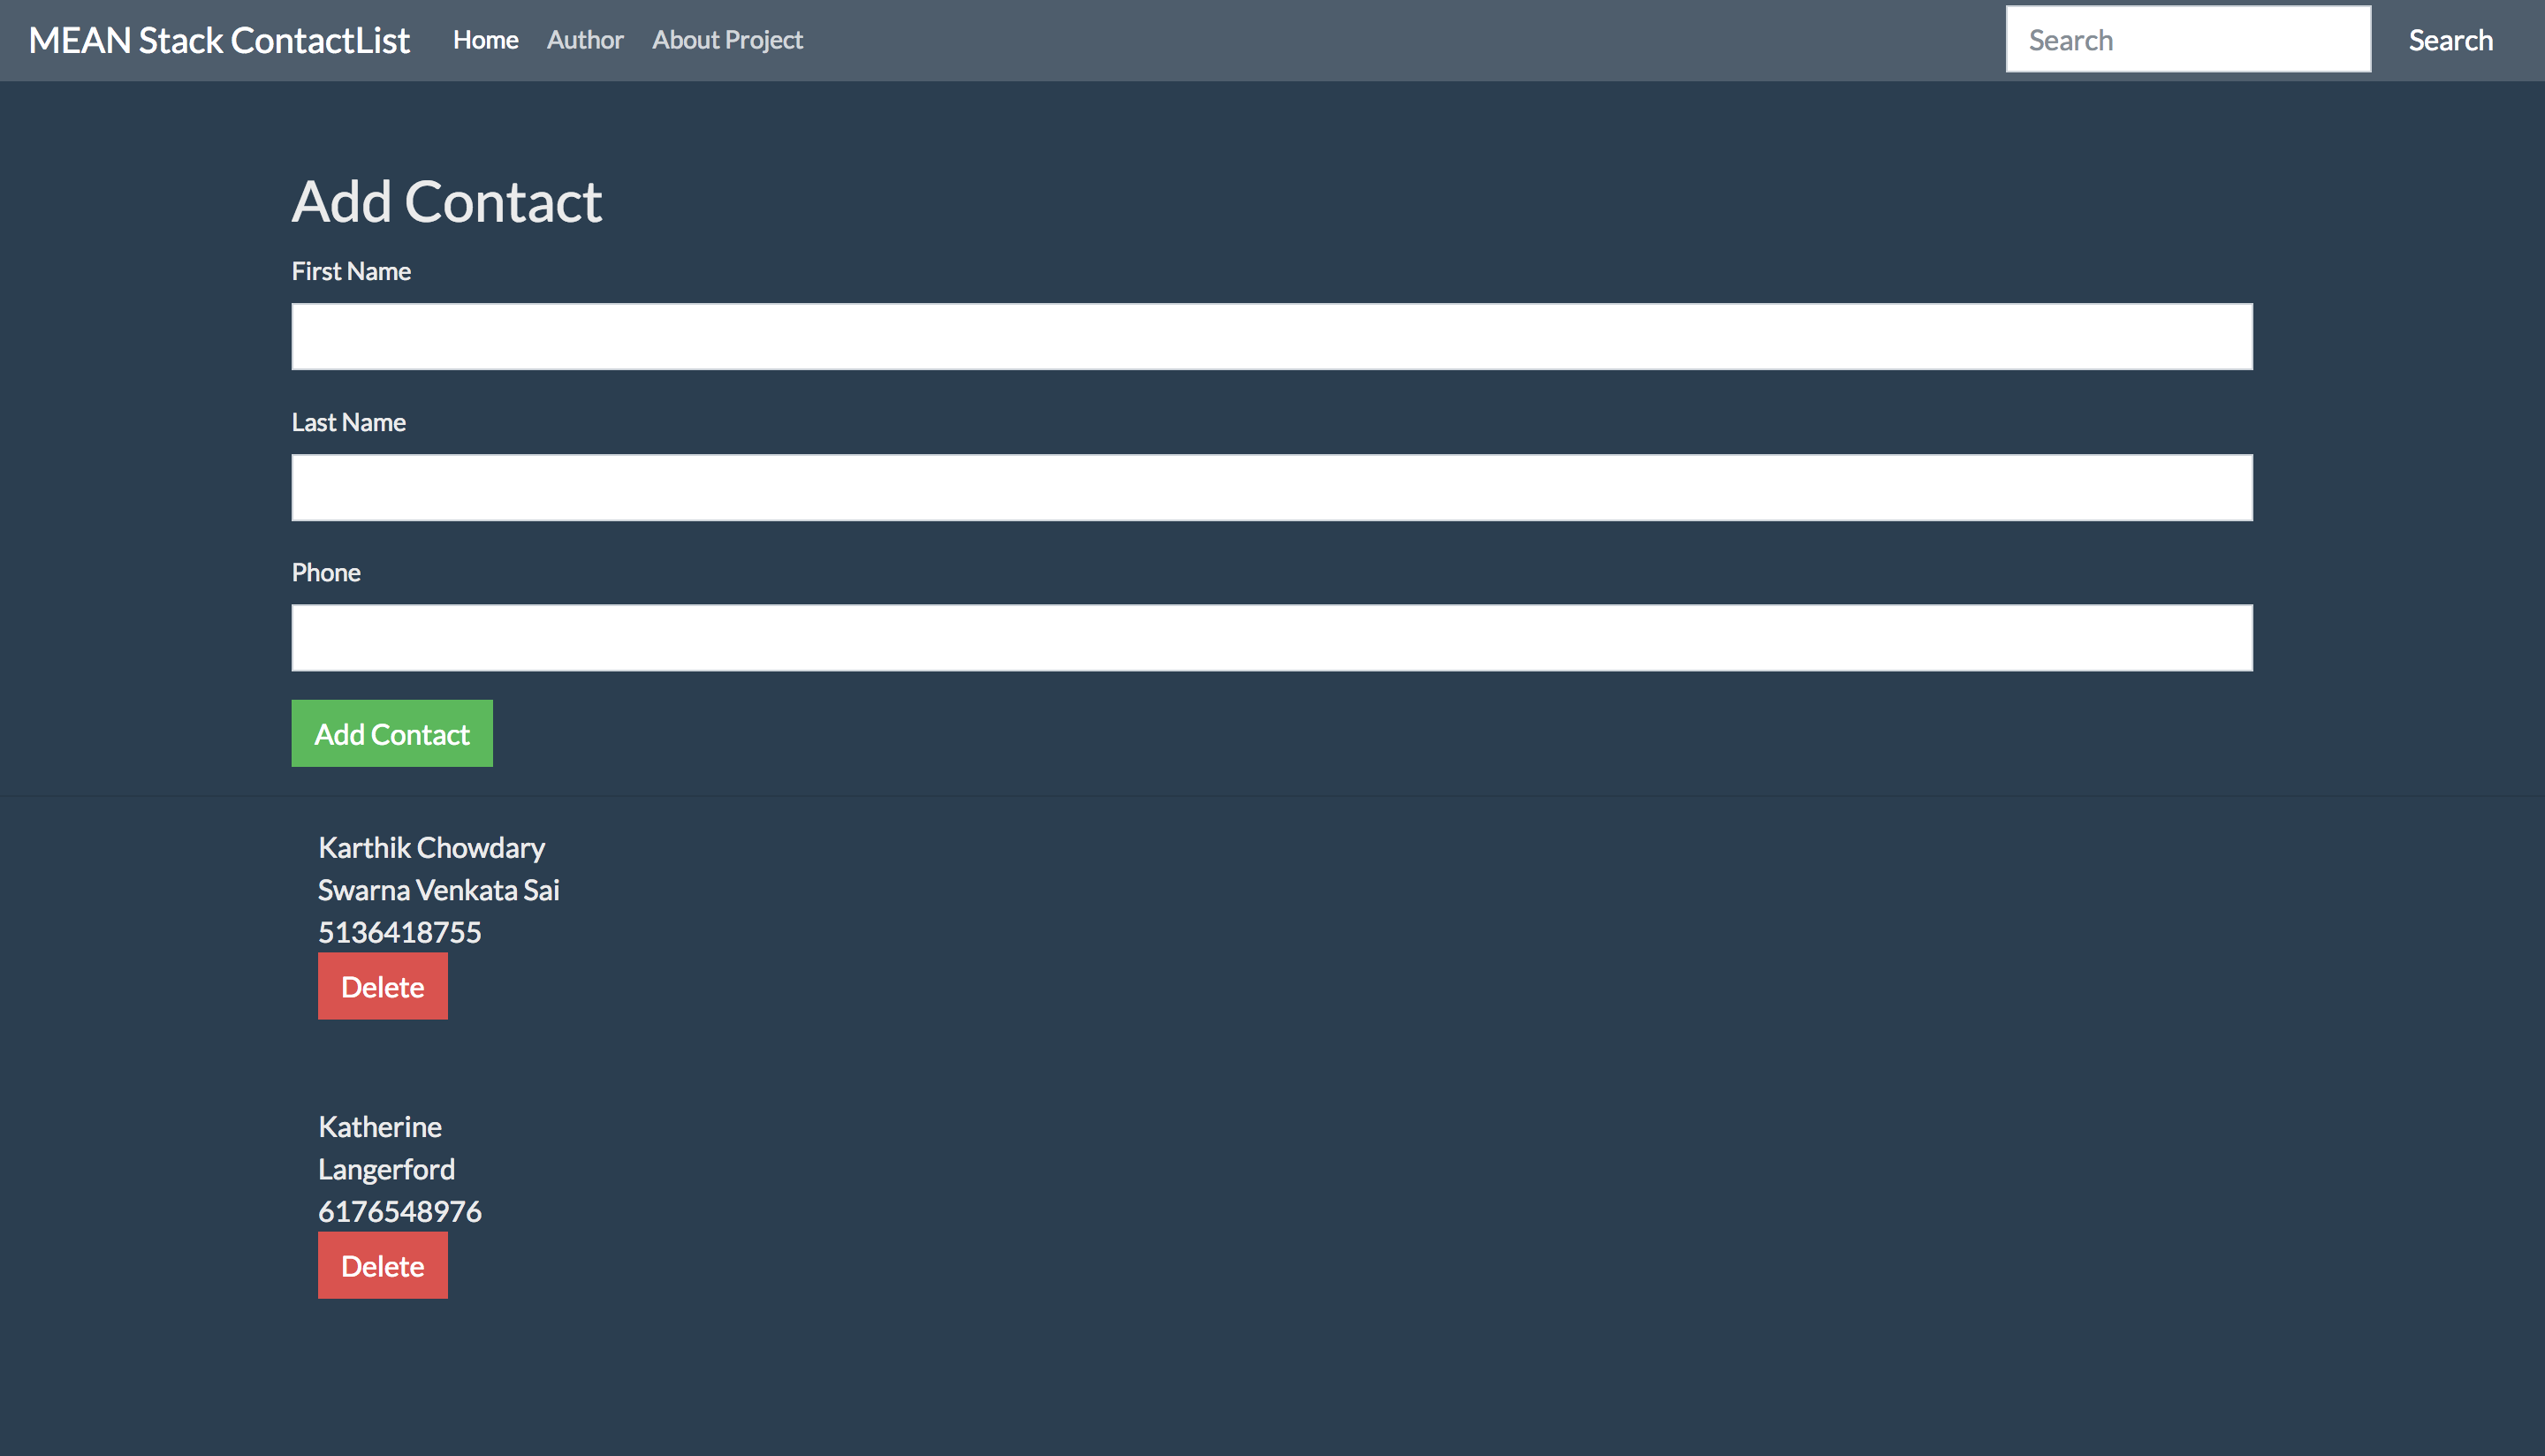 MEAN Stack ContactList Home Author About Project Search Search
Add Contact
First Name
Last Name
Phone
Add Contact
Karthik Chowdary
Swarna Venkata Sai
5136418755
Delete
Katherine
Langerford
6176548976
Delete